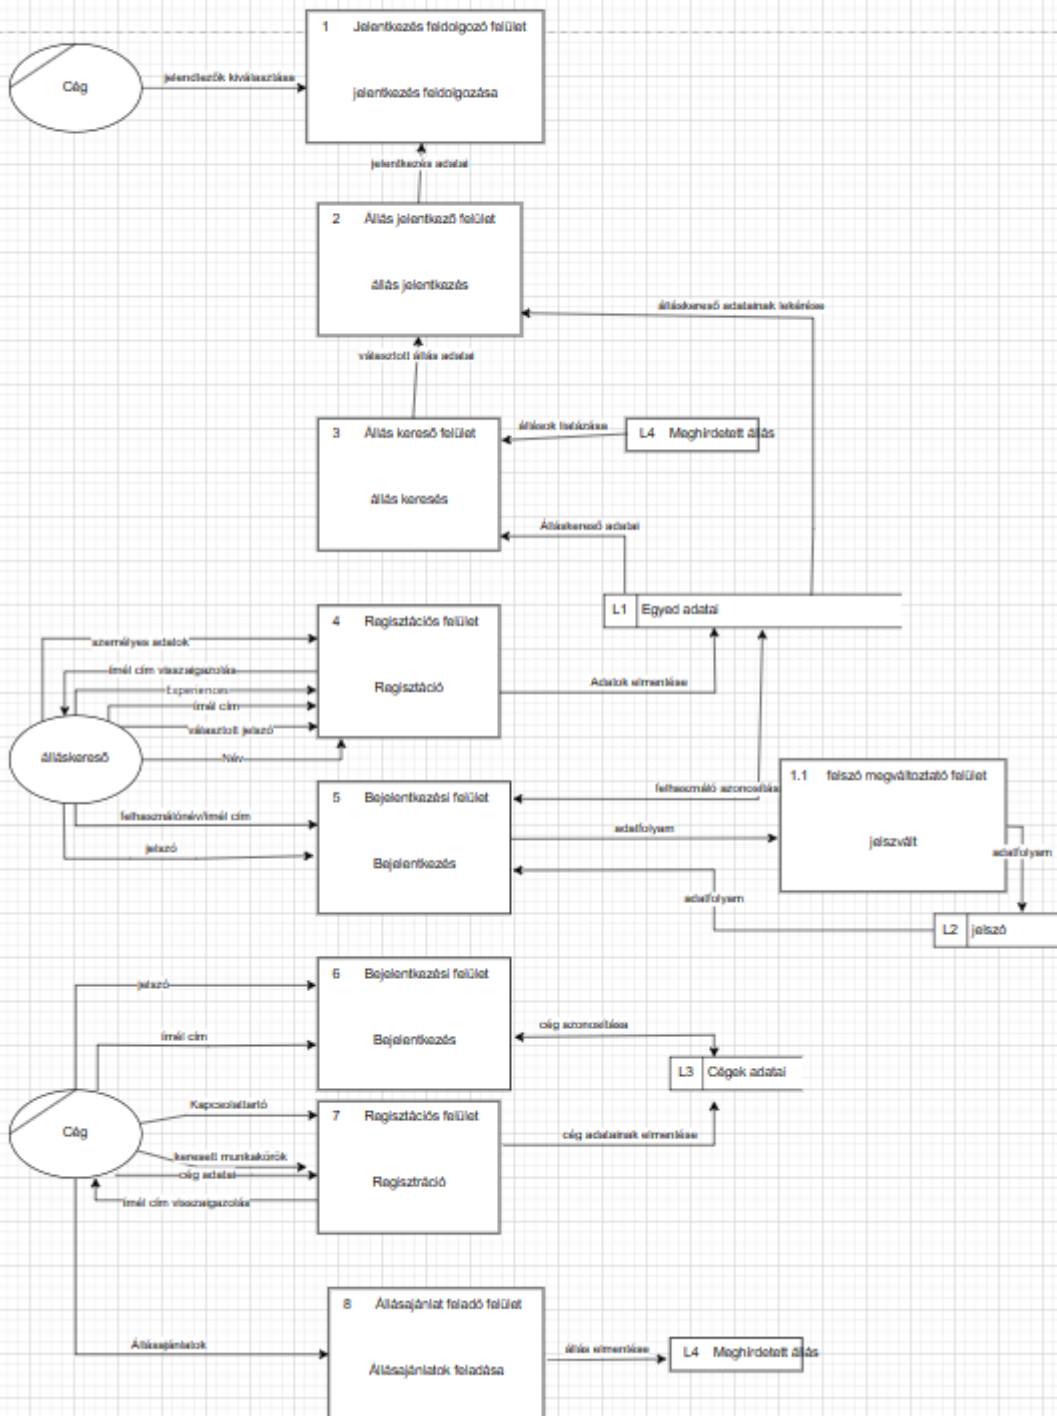 1 Jelentkezés feldolgozó felület
Cég
jelendlezők kiválasztása
jelentkezés feldolgozása
jelentkezés adatai
2 Állás jelentkező felület
állás jelentkezés
álláskereső adatainak lekérése
választott állás adatai
3 Állás kereső felület
állások listázása
L4 Meghirdetett állás
állás keresés
Álláskereső adatai
L1 Egyed adatai
4 Regisztációs felület
személyes adatok
ímél cím visszaigazolás
Experiences
ímél cím
Regisztáció
Adatok elmentése
választott jelszó
álláskereső
Név
1.1 felsző megváltoztató felület
5 Bejelentkezési felület
felhasználó azonosítás
felhasználónév/ímél cím
adatfolyam
jelszvált
jelszó
adatfolyam
Bejelentkezés
adatfolyam
L2 jelsző
6 Bejelentkezési felület
jelszó
cég azonosítása
ímél cím
Bejelentkezés
L3 Cégek adatai
Kapcsolattartó
7 Regisztációs felület
Cég
cég adatainak elmentése
keresett munkakörök
cég adatai
Regisztráció
ímél cím visszaigazolás
8 Állásajánlat feladó felület
Állásajánlatok
állás elmentése
L4 Meghirdetett állás
Állásajánlatok feladása